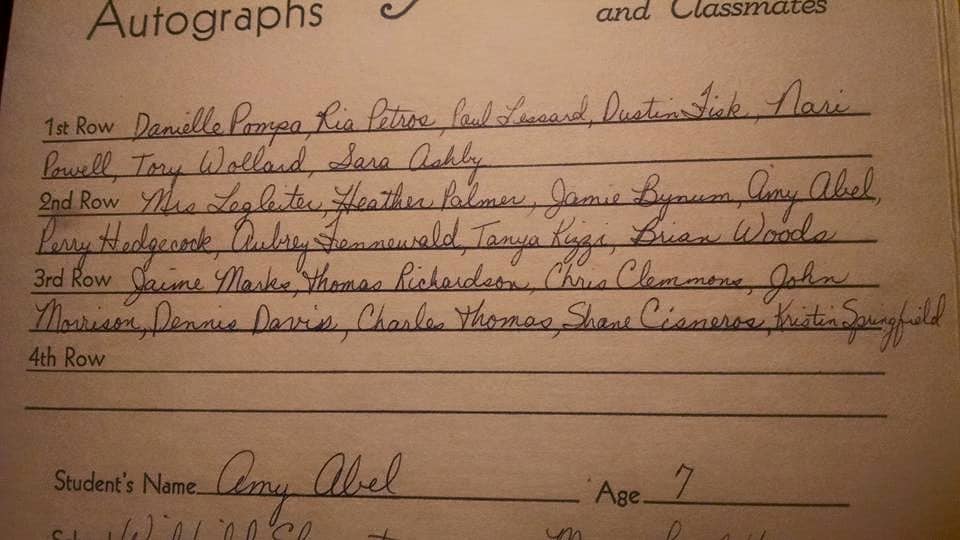 Autographs and Classmates
1st Row Danielle Pompa, Ria Petros, Paul Lessard, Dustin Fisk, Nari
Powell, Tory Wollard, Sara Ashby
2nd Row Mrs Legleiter, Heather Palmer, Jamie Bynum, Amy Abel,
Perry Hedgecock, Aubrey Fennewald, Tanya Kizzi, Brian Woods
3rd Row Jaime Marks, Thomas Richardson, Chris Clemmons, John
Morrison, Dennis Davis, Charles Thomas, Shane Cisneros, Kristin Springfield
4th Row
Student's Name Amy Abel Age 7